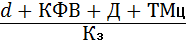 d + КФВ + Д + ТМц
Кз